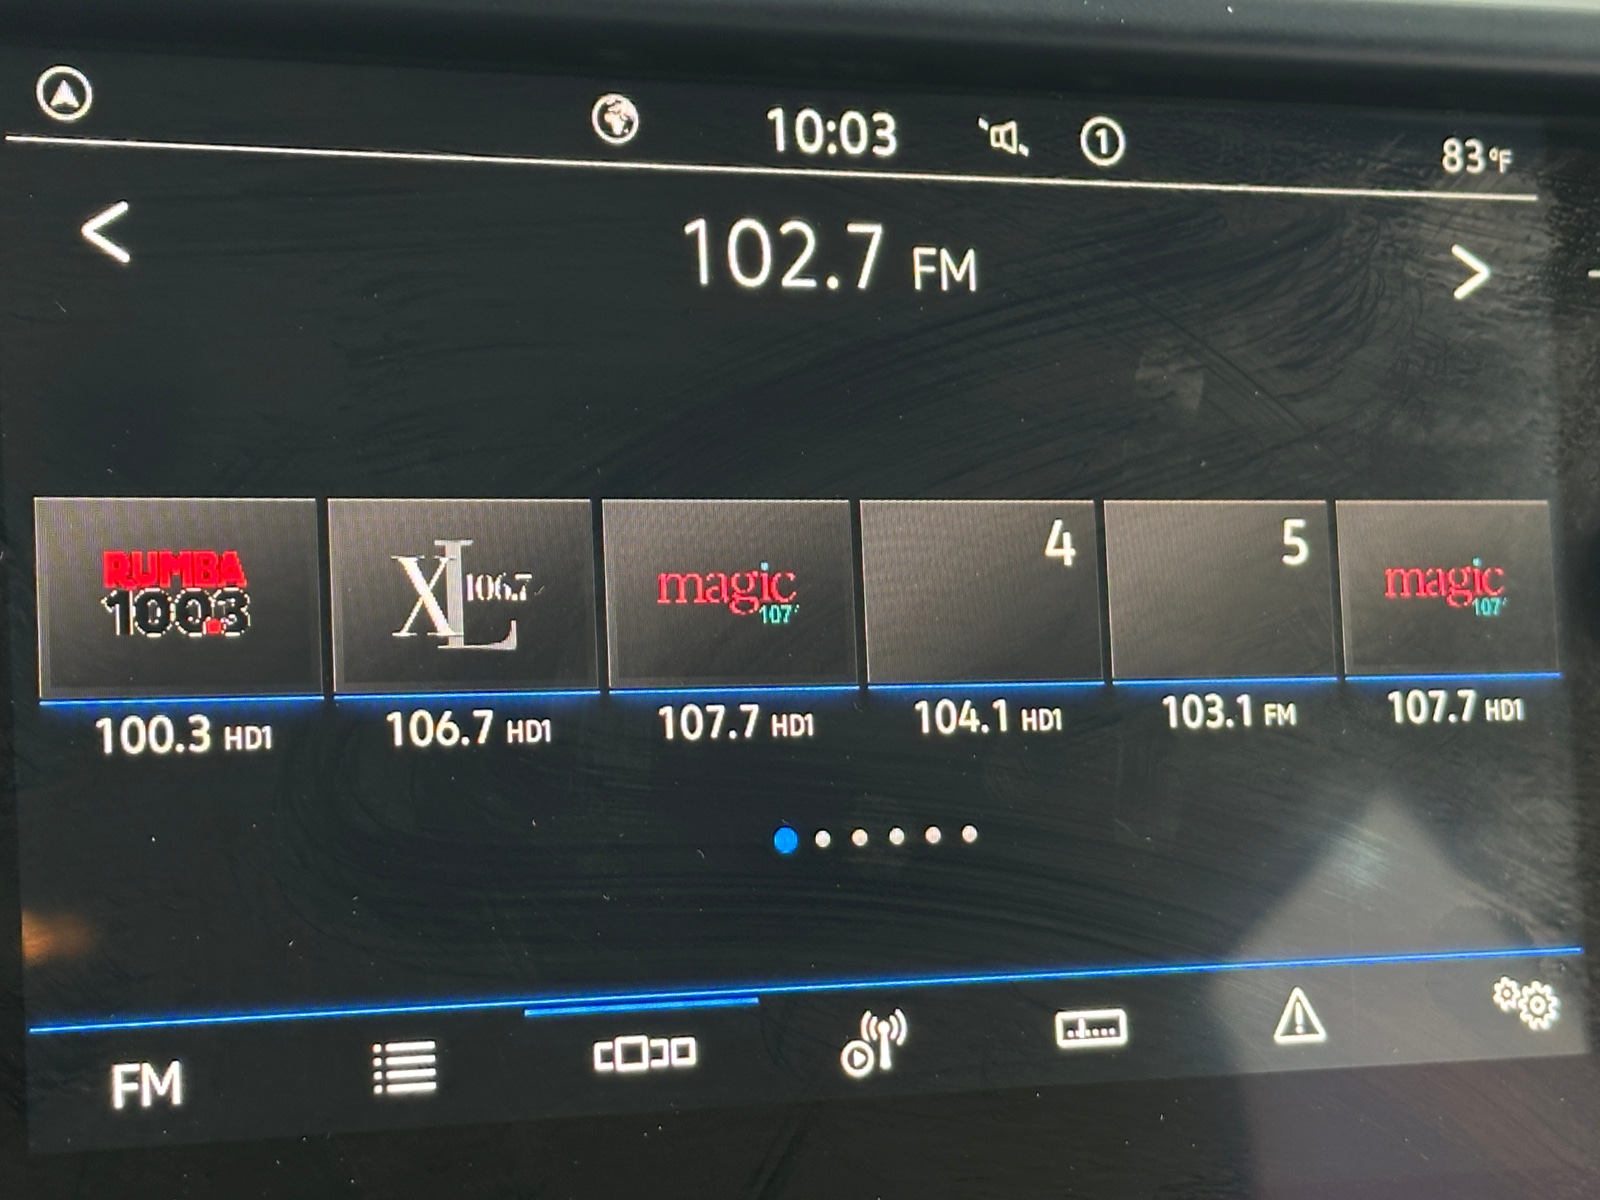 10:03 1 83°F
102.7 FM
RUMBA
100.3
XL 106.7
magic
107
4
5
magic
107
100.3 HD1
106.7 HD1
107.7 HD1
104.1 HD1
103.1 FM
107.7 HD1
FM